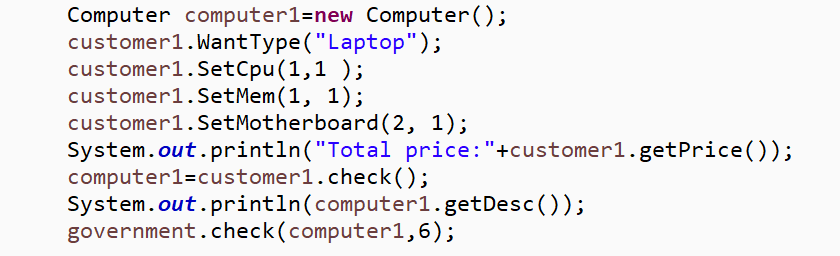 Computer computer1=new Computer();
customer1.WantType("Laptop");
customer1.SetCpu(1,1 );
customer1.SetMem(1, 1);
customer1.SetMotherboard(2, 1);
System.out.println("Total price:"+customer1.getPrice());
computer1=customer1.check();
System.out.println(computer1.getDesc());
government.check(computer1,6);